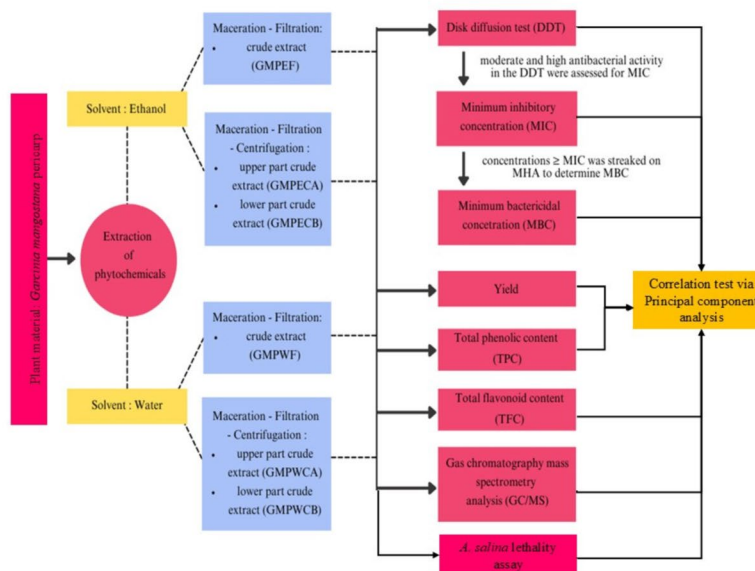 Plant material : Garcinia mangostana pericarp
Extraction
of
phytochemicals
Solvent : Ethanol
Solvent : Water
Maceration - Filtration:
• crude extract
(GMPEF)
Maceration - Filtration
- Centrifugation :
• upper part crude
extract (GMPECA)
• lower part crude
extract (GMPECB)
Maceration - Filtration:
• crude extract
(GMPWF)
Maceration - Filtration
- Centrifugation :
• upper part crude
extract (GMPWCA)
• lower part crude
extract (GMPWCB)
Disk diffusion test (DDT)
moderate and high antibacterial activity
in the DDT were assessed for MIC
Minimum inhibitory
concentration (MIC)
concentrations ≥ MIC was streaked on
MHA to determine MBC
Minimum bactericidal
concetration (MBC)
Yield
Total phenolic content
(TPC)
Total flavonoid content
(TFC)
Gas chromatography mass
spectrometry
analysis (GC/MS)
A. salina lethality
assay
Correlation test via
Principal component
analysis